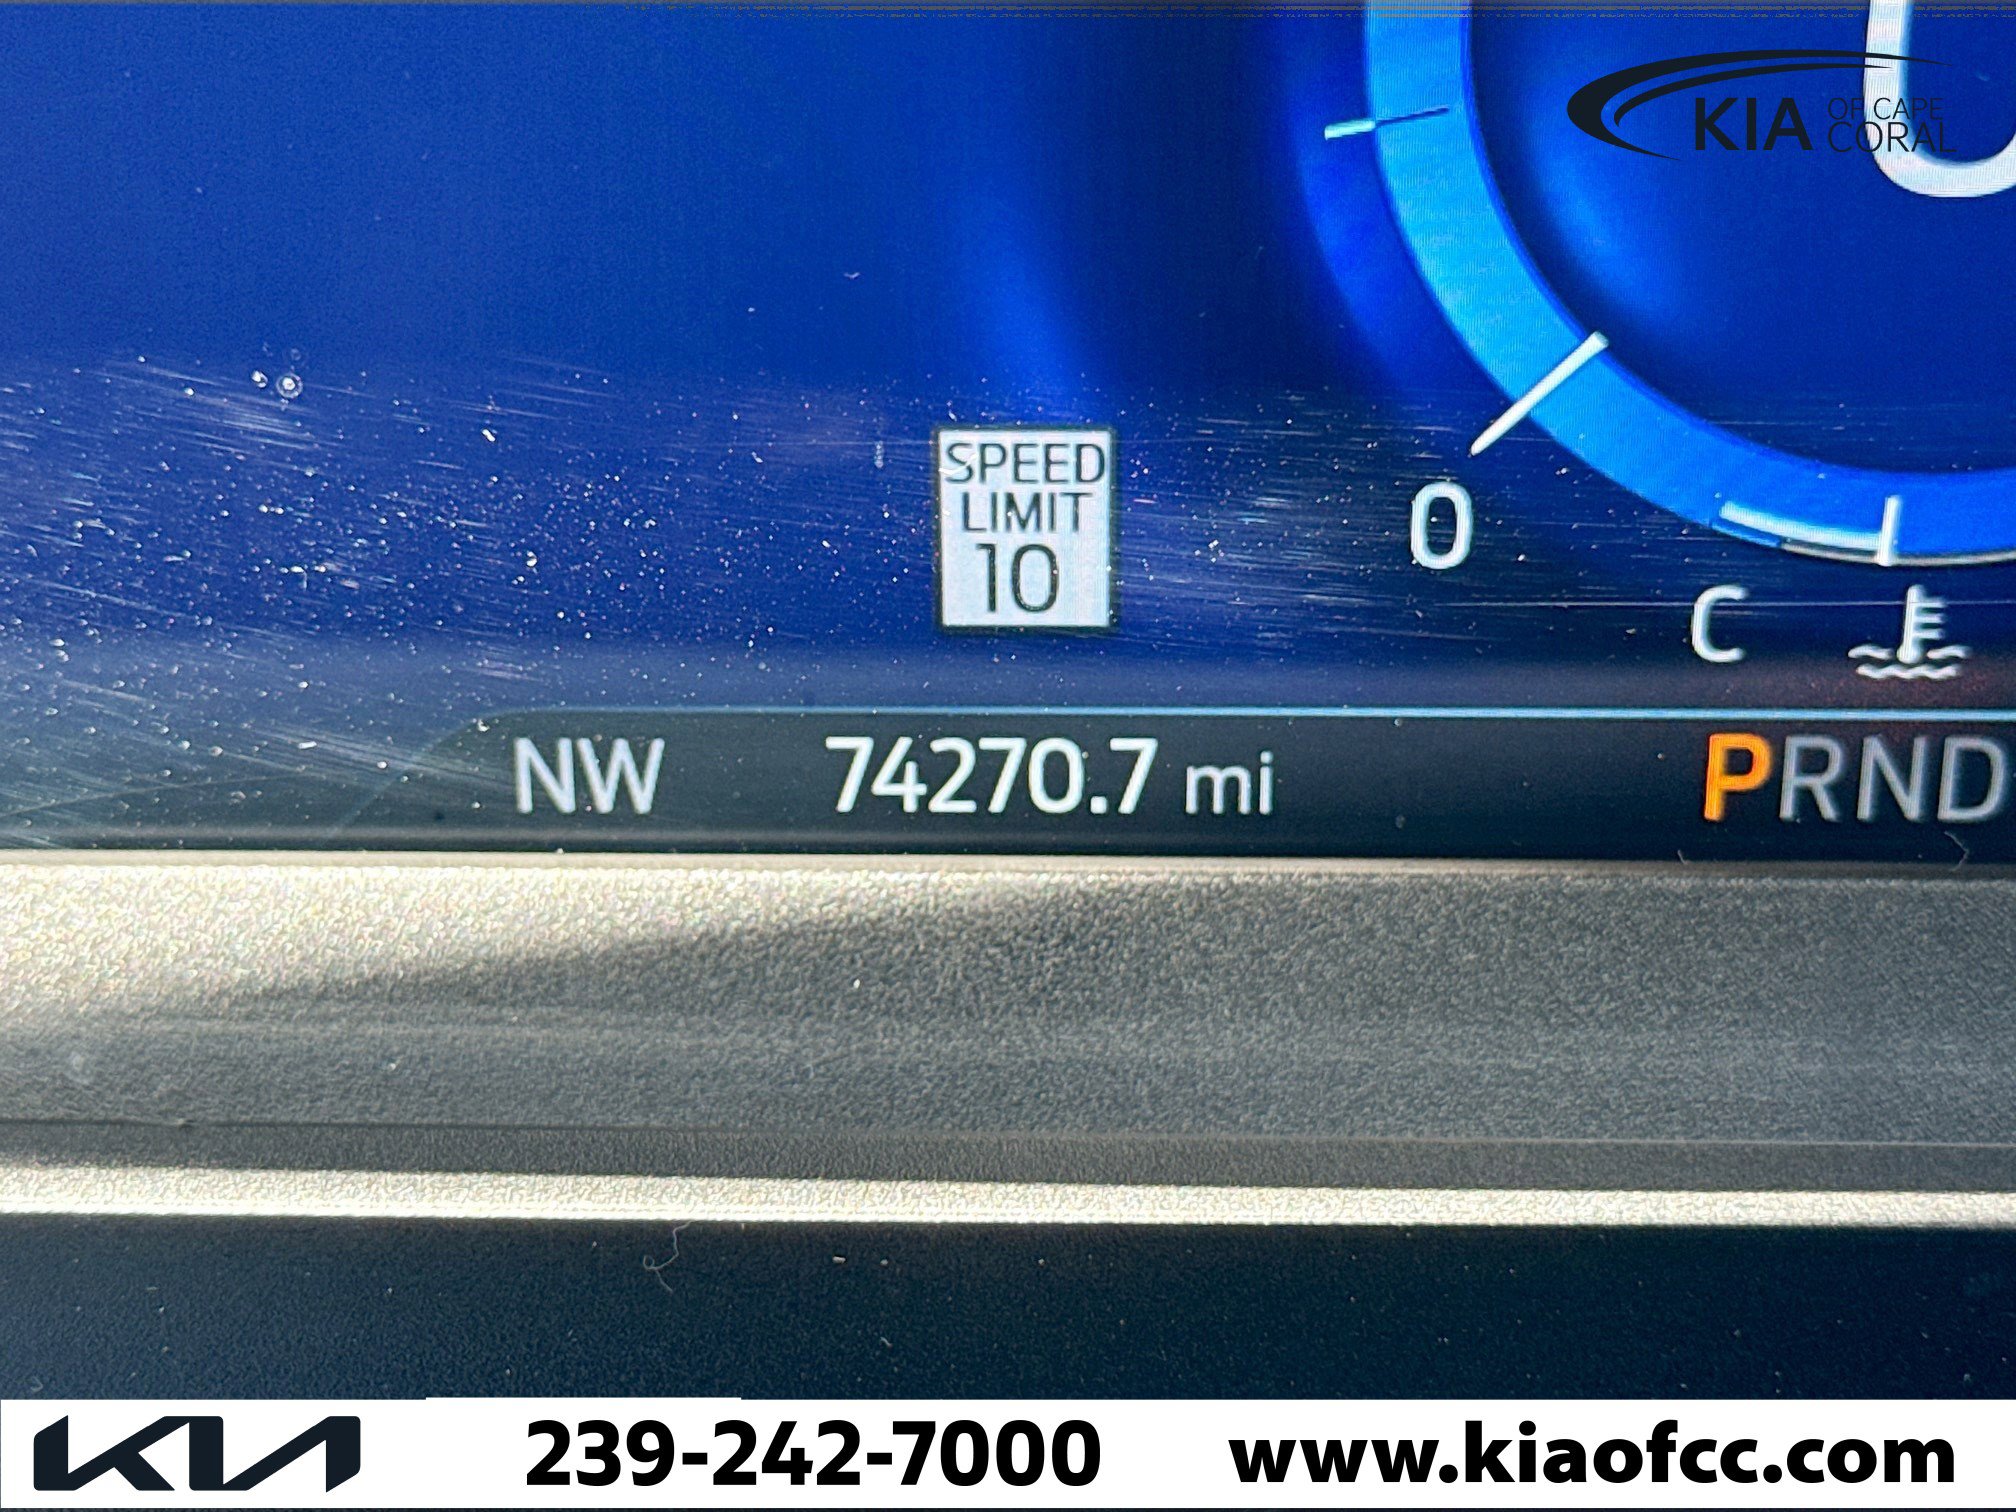 KIA OF CAPE
CORAL
SPEED
LIMIT
10
0
C
NW 74270.7 mi PRND
KIA 239-242-7000 www.kiaofcc.com